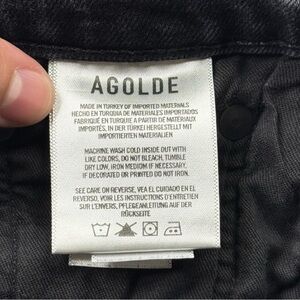 AGOLDE
MADE IN TURKEY OF IMPORTED MATERIALS
HECHO EN TURQUIA DE MATERIALES IMPORTADOS
FABRIQUÉ EN TURQUIE A PARTIR DE MATÉRIAUX
IMPORTÉS, IN DER TÜRKEI HERGESTELLT MIT
IMPORTIERTEN MATERIALIEN
MACHINE WASH COLD INSIDE OUT WITH
LIKE COLORS, DO NOT BLEACH, TUMBLE
DRY LOW, IRON MEDIUM IF NECESSARY.
IF DECORATED OR PRINTED DO NOT IRON.
SEE CARE ON REVERSE, VEA EL CUIDADO EN EL
REVERSO, VOIR LES INSTRUCTIONS D'ENTRETIEN
SUR L'ENVERS, PFLEGEANLEITUNG AUF DER
RÜCKSEITE